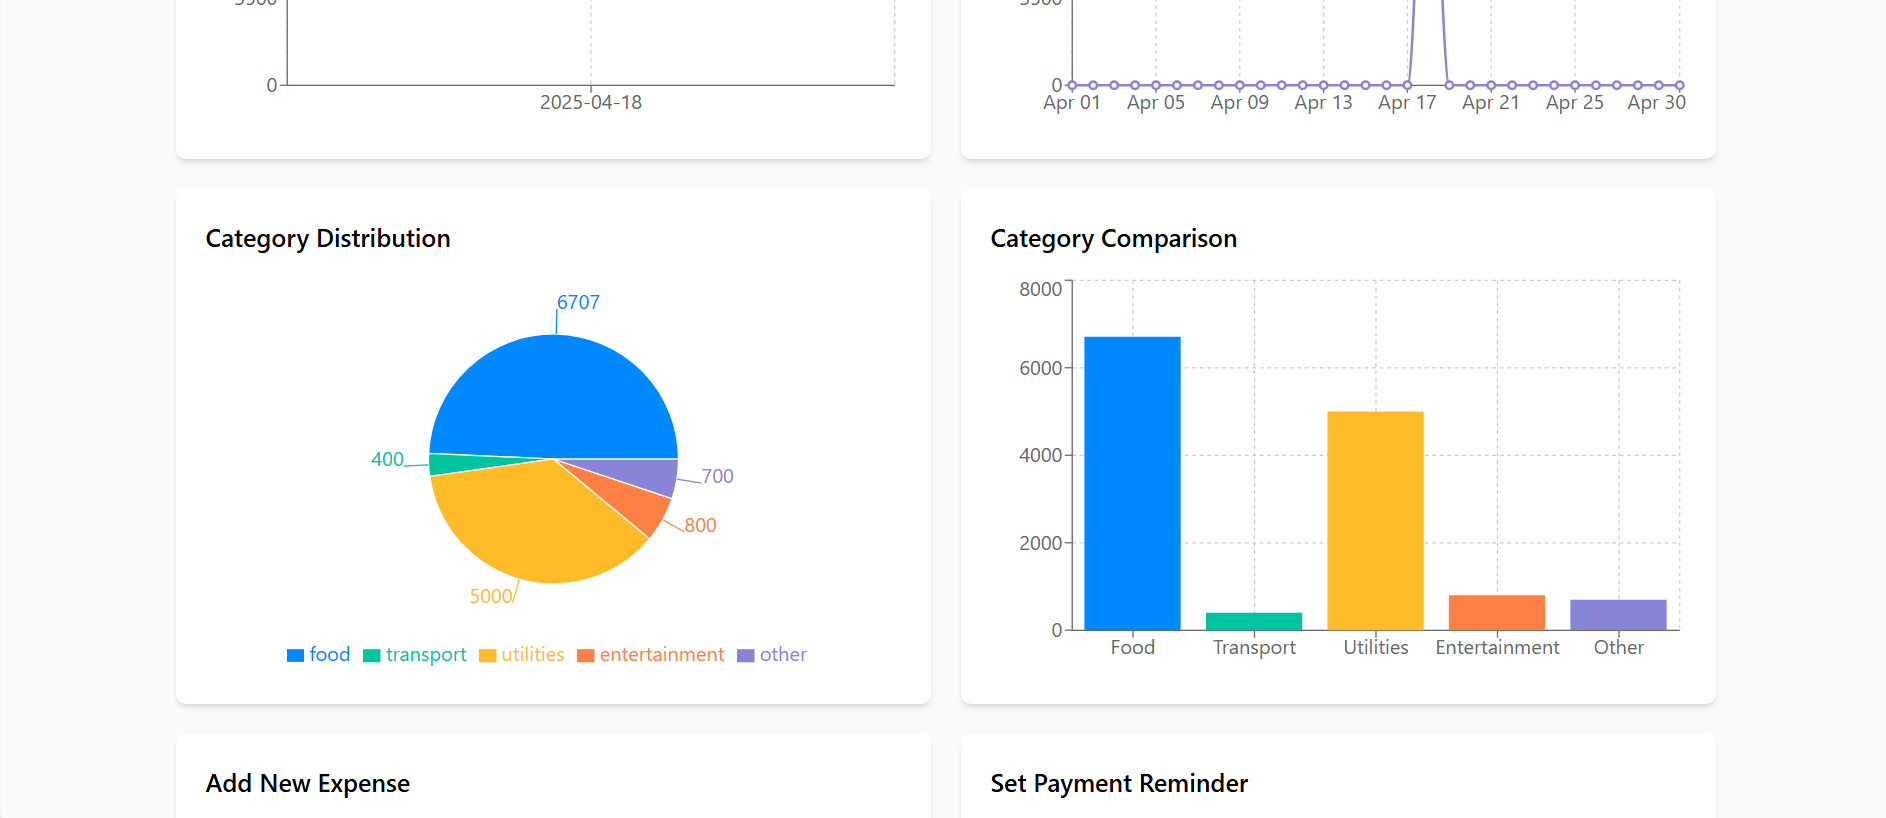 0
2025-04-18
0
Apr 01 Apr 05 Apr 09 Apr 13 Apr 17 Apr 21 Apr 25 Apr 30
Category Distribution
6707
400
700
800
5000
food transport utilities entertainment other
Category Comparison
8000
6000
4000
2000
0
Food Transport Utilities Entertainment Other
Add New Expense
Set Payment Reminder